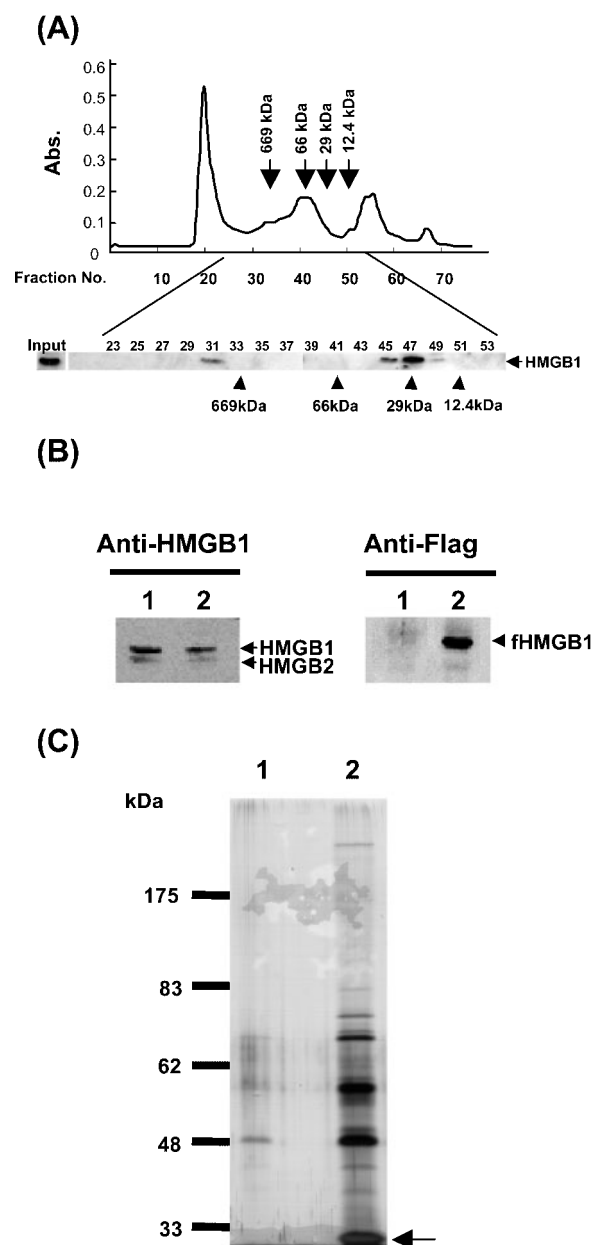 (A)
0.6
0.5
0.4
0.3
0.2
0.1
0
Abs.
669 kDa
66 kDa
29 kDa
12.4 kDa
Fraction No. 10 20 30 40 50 60 70
Input 23 25 27 29 31 33 35 37 39 41 43 45 47 49 51 53
HMGB1
669kDa 66kDa 29kDa 12.4kDa
(B)
Anti-HMGB1 Anti-Flag
1 2 1 2
HMGB1
HMGB2
fHMGB1
(C)
1 2
kDa
175
83
62
48
33